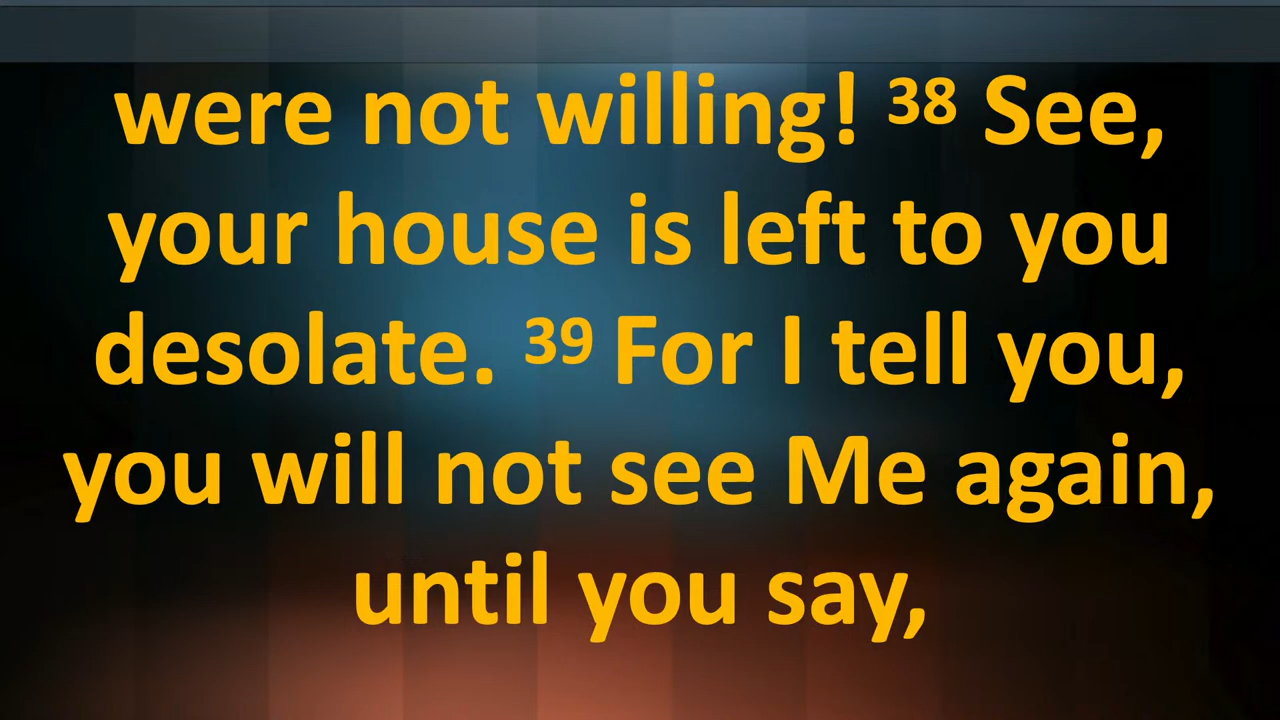 were not willing! 38 See,
your house is left to you
desolate. 39 For I tell you,
you will not see Me again,
until you say,